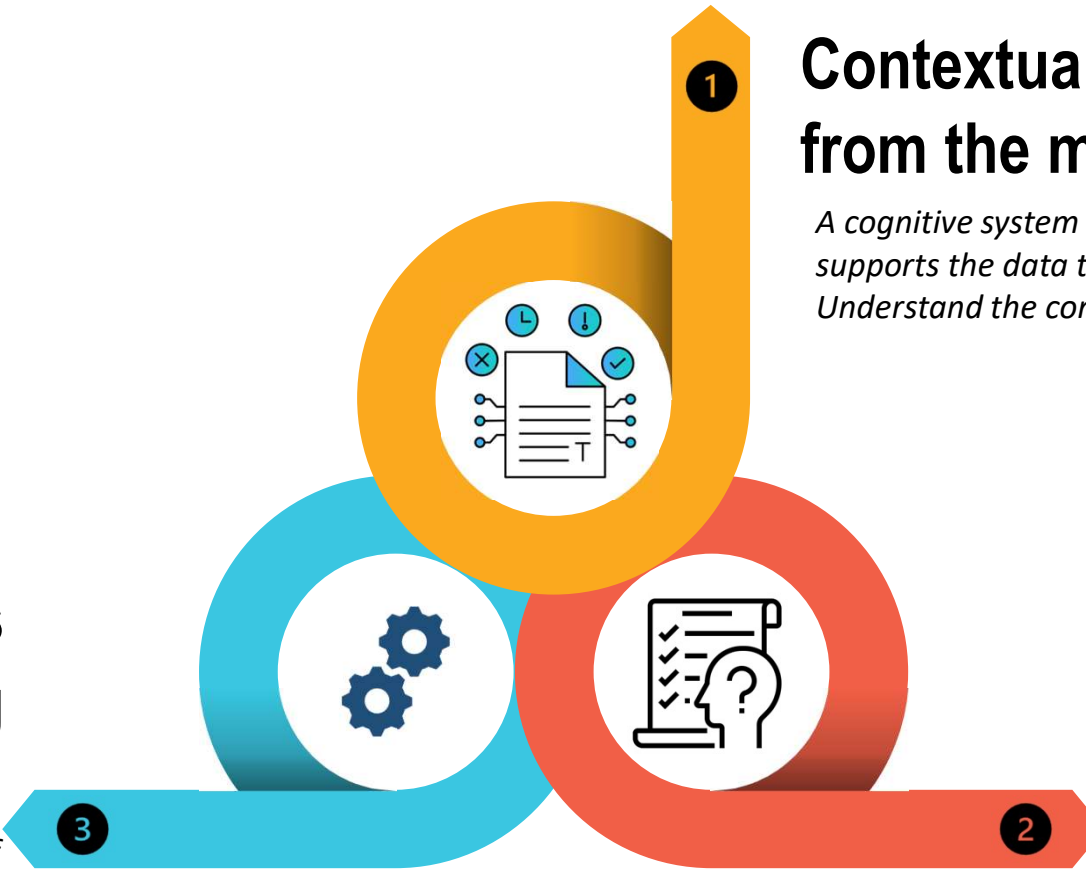 1
Contextua
from the m
A cognitive system
supports the data t
Understand the con
T
?
3
2